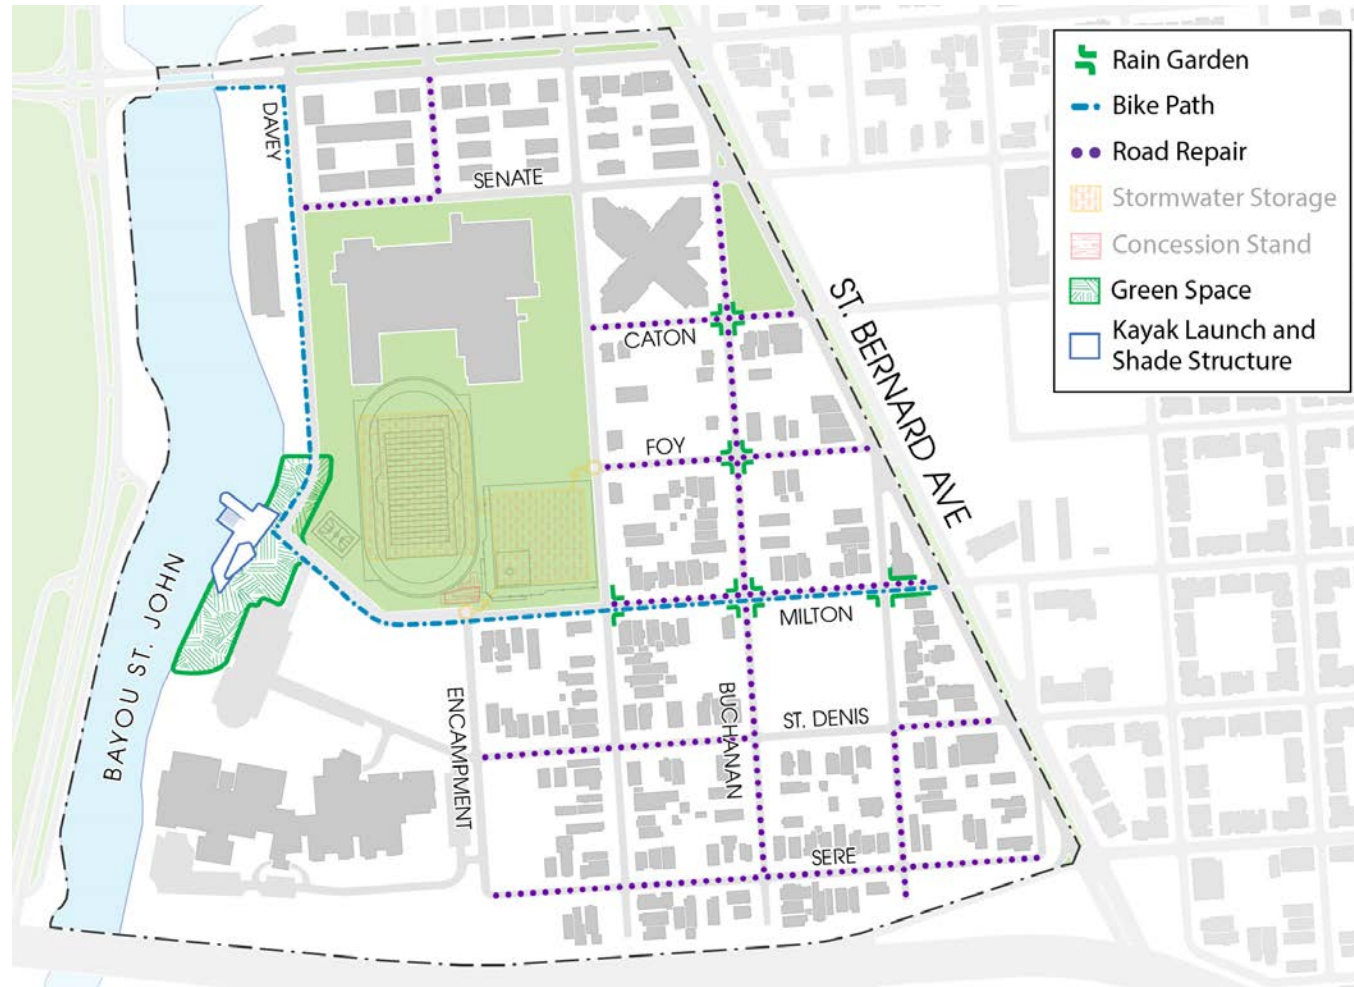 Rain Garden
Bike Path
Road Repair
Stormwater Storage
Concession Stand
Green Space
Kayak Launch and
Shade Structure
DAVEY
SENATE
ST. BERNARD AVE
CATON
FOY
BAYOU ST. JOHN
MILTON
ENCAMPMENT
BUCHANAN
ST. DENIS
SERE